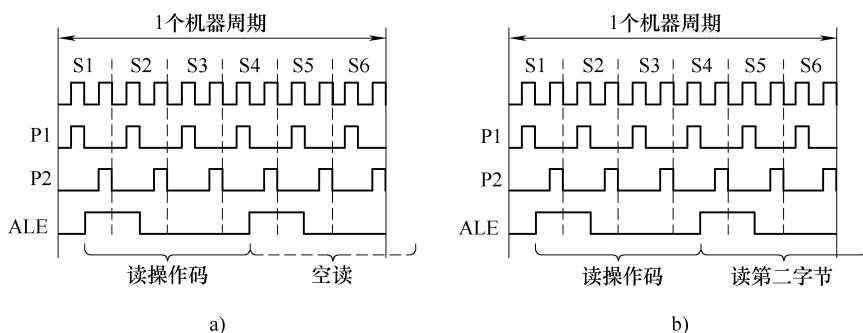 1个机器周期
S1 S2 S3 S4 S5 S6
P1
P2
ALE
读操作码 空读
a)
1个机器周期
S1 S2 S3 S4 S5 S6
P1
P2
ALE
读操作码 读第二字节
b)